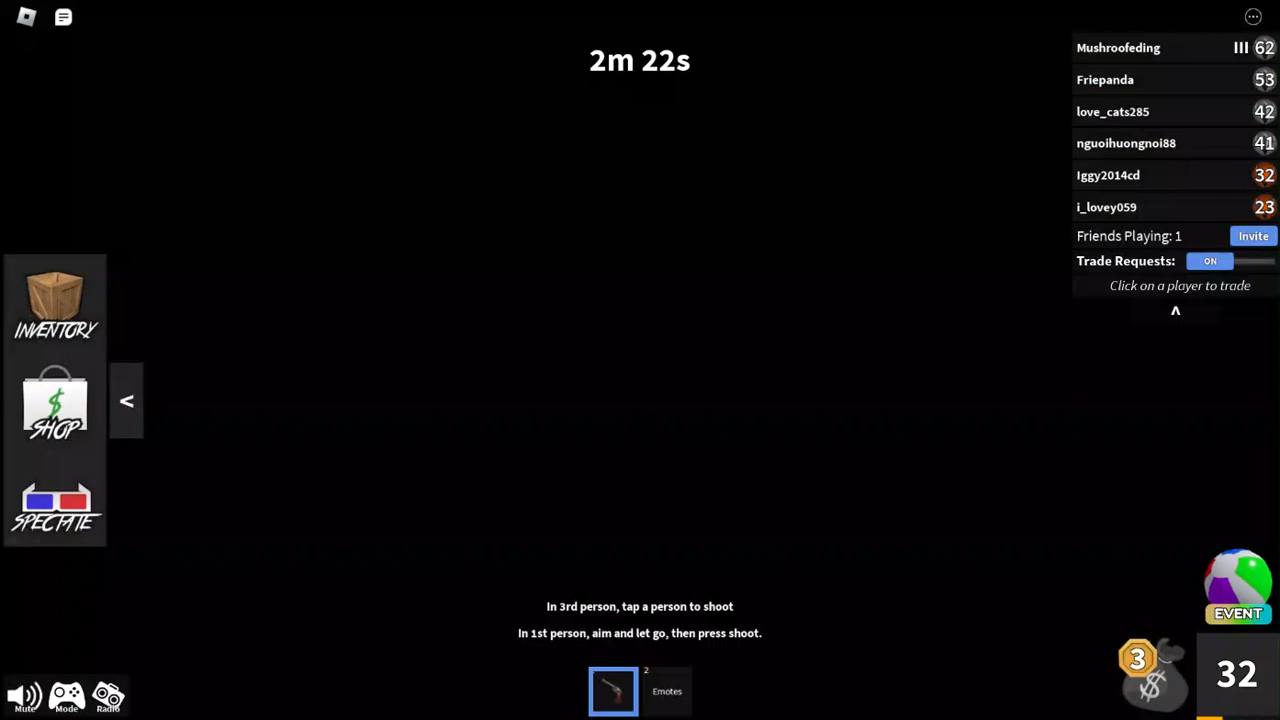 2m 22s
Mushroofeding III 62
Friepanda 53
love_cats285 42
nguoihuongnoi88 41
Iggy2014cd 32
i_lovey059 23
Friends Playing: 1 Invite
Trade Requests: ON
Click on a player to trade
^
INVENTORY
SHOP
<
SPECTATE
EVENT
In 3rd person, tap a person to shoot
In 1st person, aim and let go, then press shoot.
2
Emotes
3
32
Mute
Mode
Radio